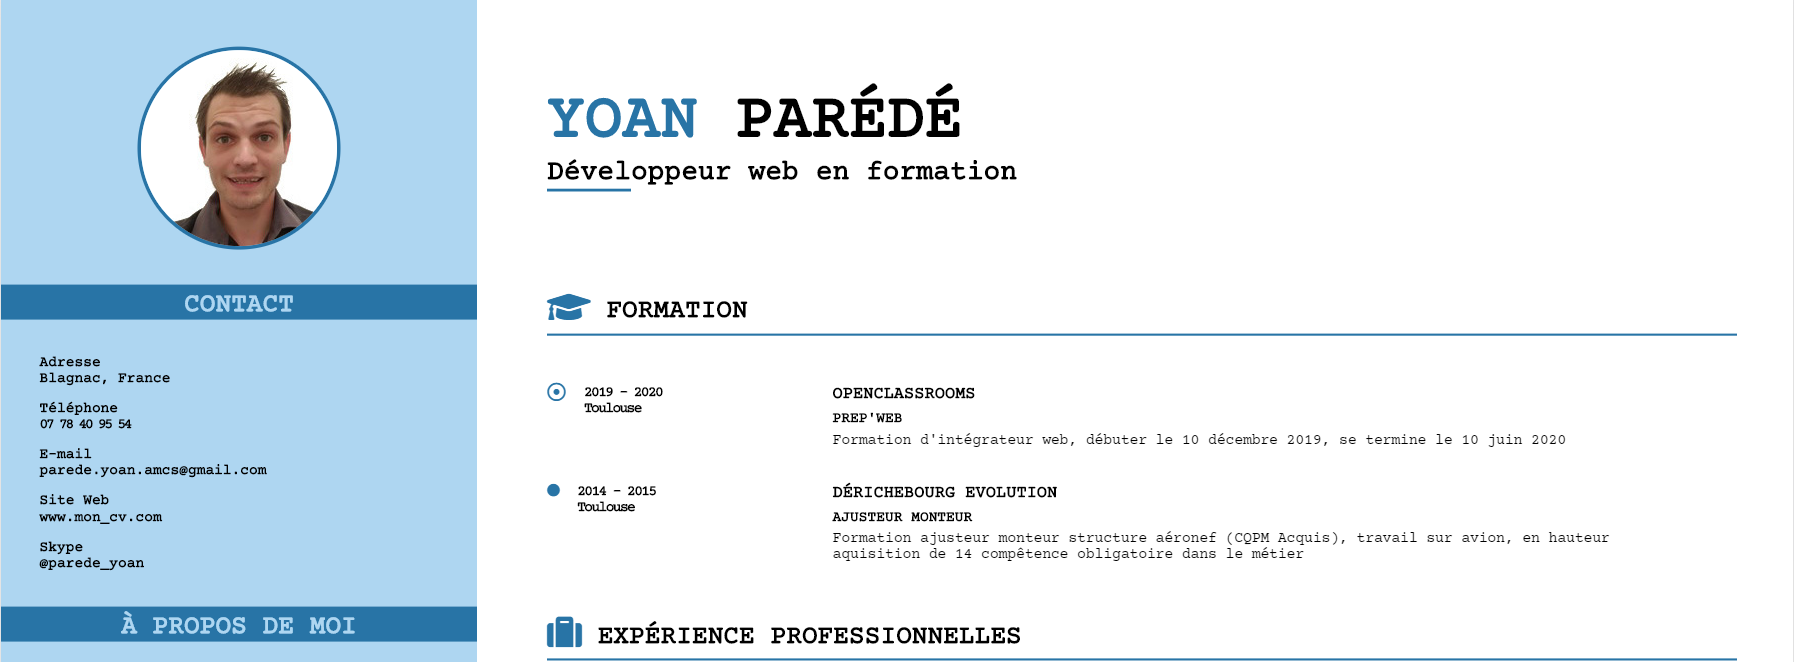 CONTACT
Adresse
Blagnac, France
Téléphone
07 78 40 95 54
E-mail
parede.yoan.amcs@gmail.com
Site Web
www.mon_cv.com
Skype
@parede_yoan
À PROPOS DE MOI
YOAN PARÉDÉ
Développeur web en formation
FORMATION
2019 - 2020
Toulouse
OPENCLASSROOMS
PREP'WEB
Formation d'intégrateur web, débuter le 10 décembre 2019, se termine le 10 juin 2020
2014 - 2015
Toulouse
DÉRICHEBOURG EVOLUTION
AJUSTEUR MONTEUR
Formation ajusteur monteur structure aéronef (CQPM Acquis), travail sur avion, en hauteur
aquisition de 14 compêtence obligatoire dans le métier
EXPÉRIENCE PROFESSIONNELLES